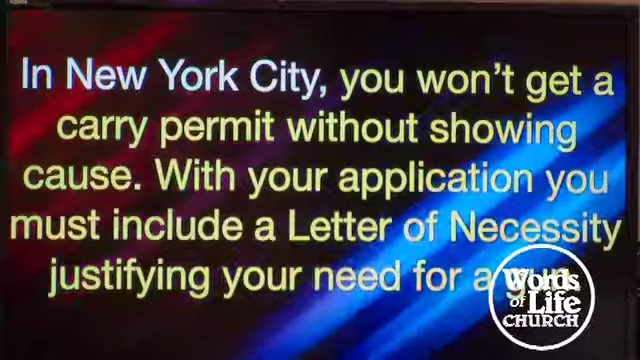 In New York City, you won't get a
carry permit without showing
cause. With your application you
must include a Letter of Necessity
justifying your need for a gun
Words
of Life
CHURCH